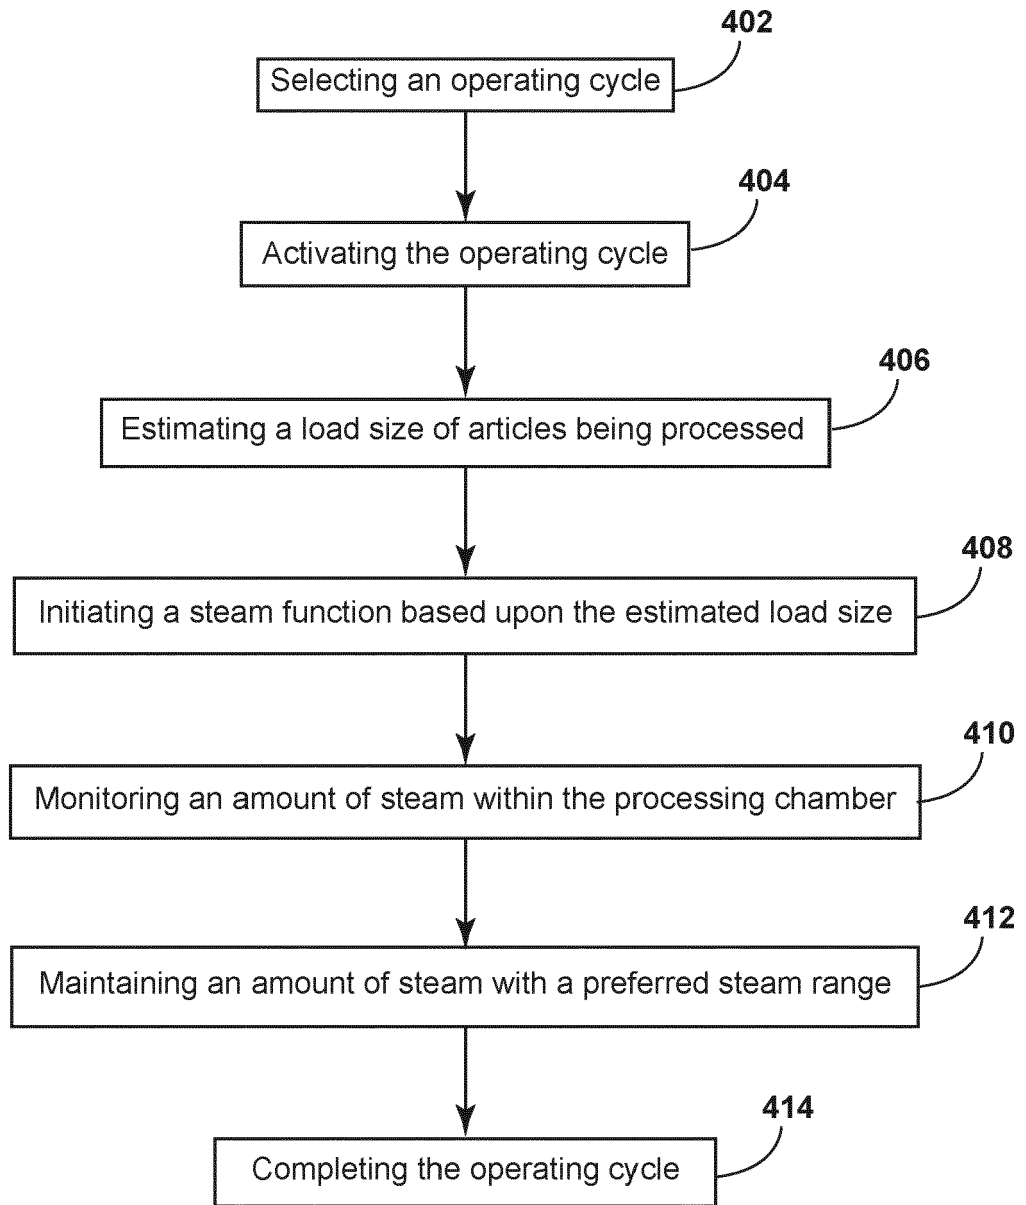 402
Selecting an operating cycle
404
Activating the operating cycle
406
Estimating a load size of articles being processed
408
Initiating a steam function based upon the estimated load size
410
Monitoring an amount of steam within the processing chamber
412
Maintaining an amount of steam with a preferred steam range
414
Completing the operating cycle